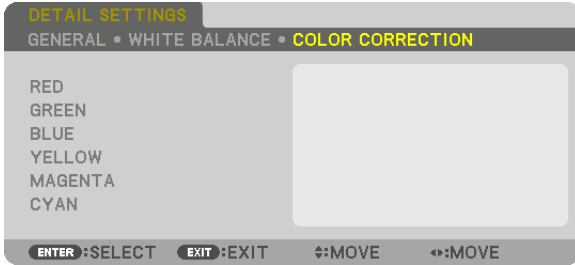 DETAIL SETTINGS
GENERAL • WHITE BALANCE • COLOR CORRECTION
RED
GREEN
BLUE
YELLOW
MAGENTA
CYAN
ENTER :SELECT EXIT :EXIT :MOVE :MOVE